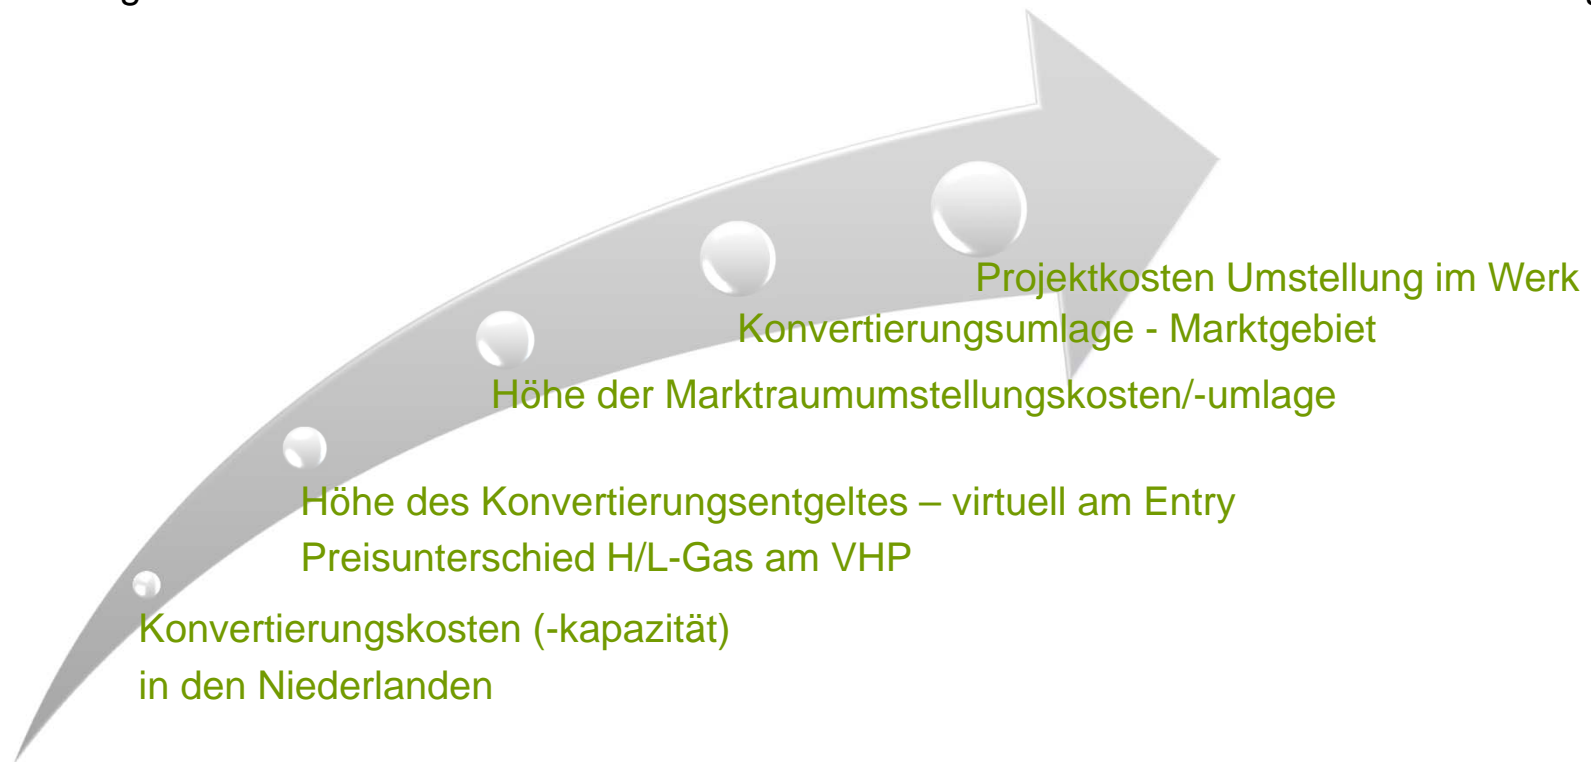 Projektkosten Umstellung im Werk
Konvertierungsumlage - Marktgebiet
Höhe der Marktraumumstellungskosten/-umlage
Höhe des Konvertierungsentgeltes – virtuell am Entry
Preisunterschied H/L-Gas am VHP
Konvertierungskosten (-kapazität)
in den Niederlanden